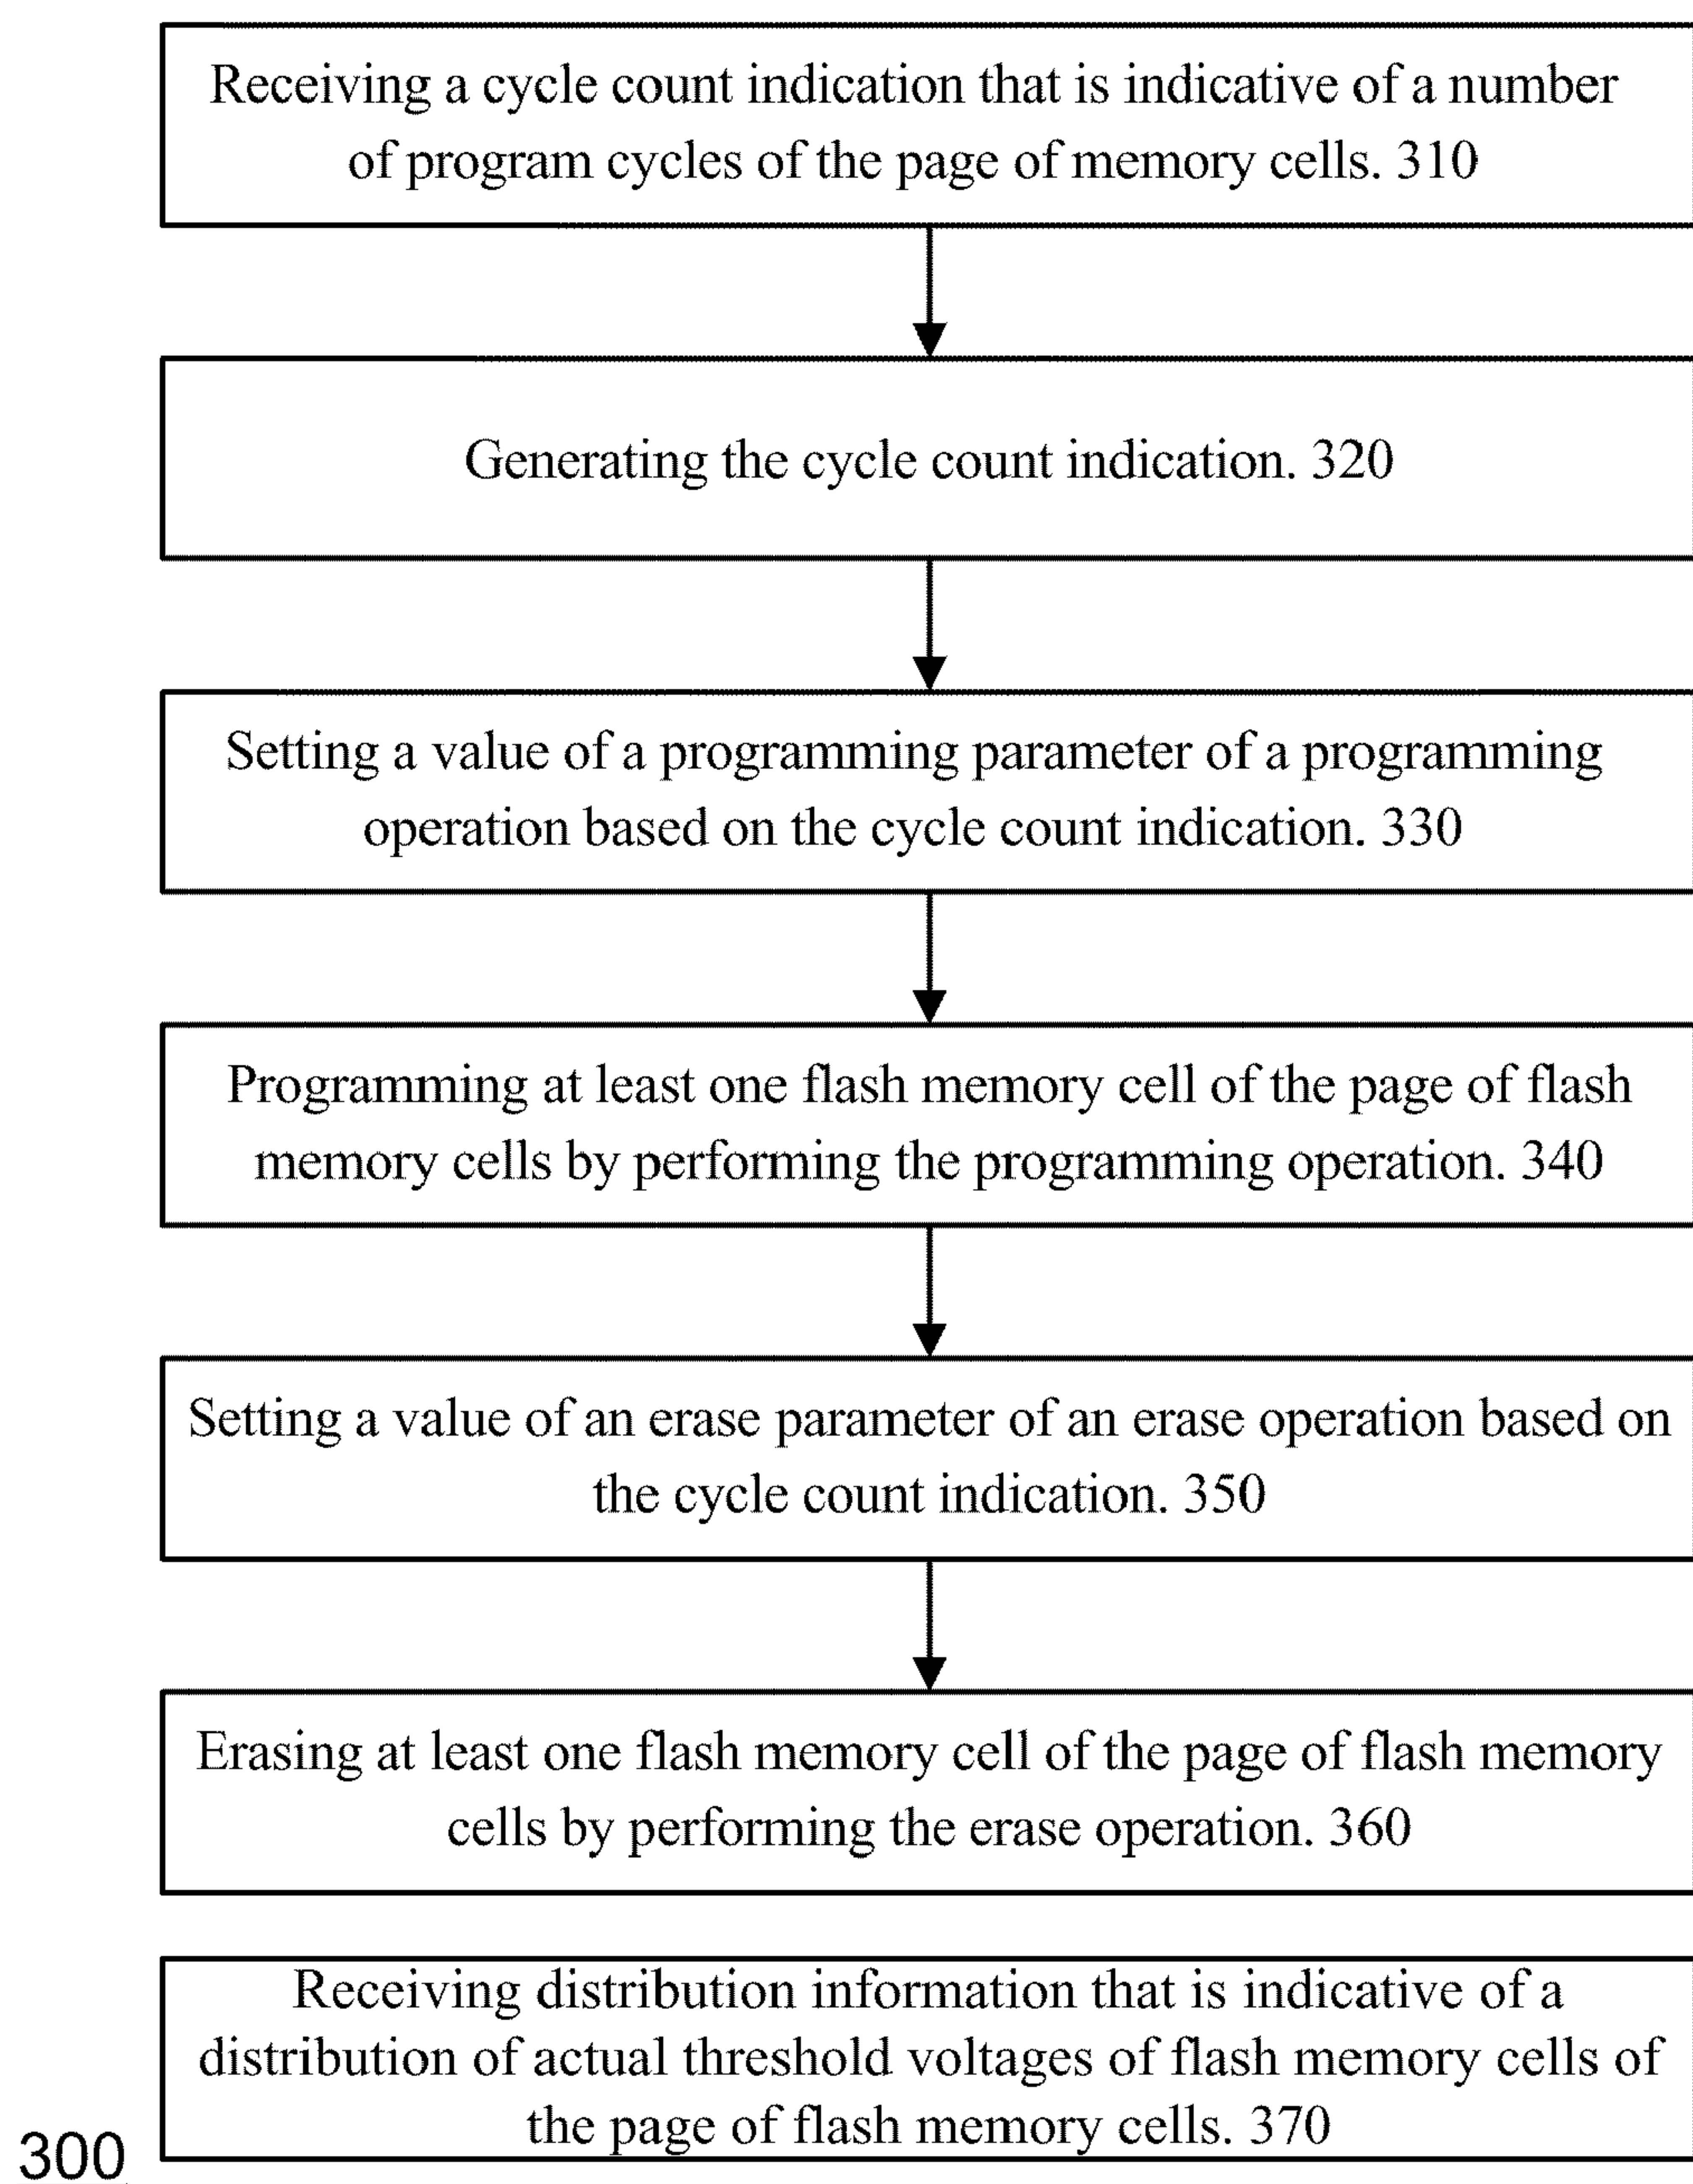 Receiving a cycle count indication that is indicative of a number
of program cycles of the page of memory cells. 310
Generating the cycle count indication. 320
Setting a value of a programming parameter of a programming
operation based on the cycle count indication. 330
Programming at least one flash memory cell of the page of flash
memory cells by performing the programming operation. 340
Setting a value of an erase parameter of an erase operation based on
the cycle count indication. 350
Erasing at least one flash memory cell of the page of flash memory
cells by performing the erase operation. 360
Receiving distribution information that is indicative of a
distribution of actual threshold voltages of flash memory cells of
the page of flash memory cells. 370
300